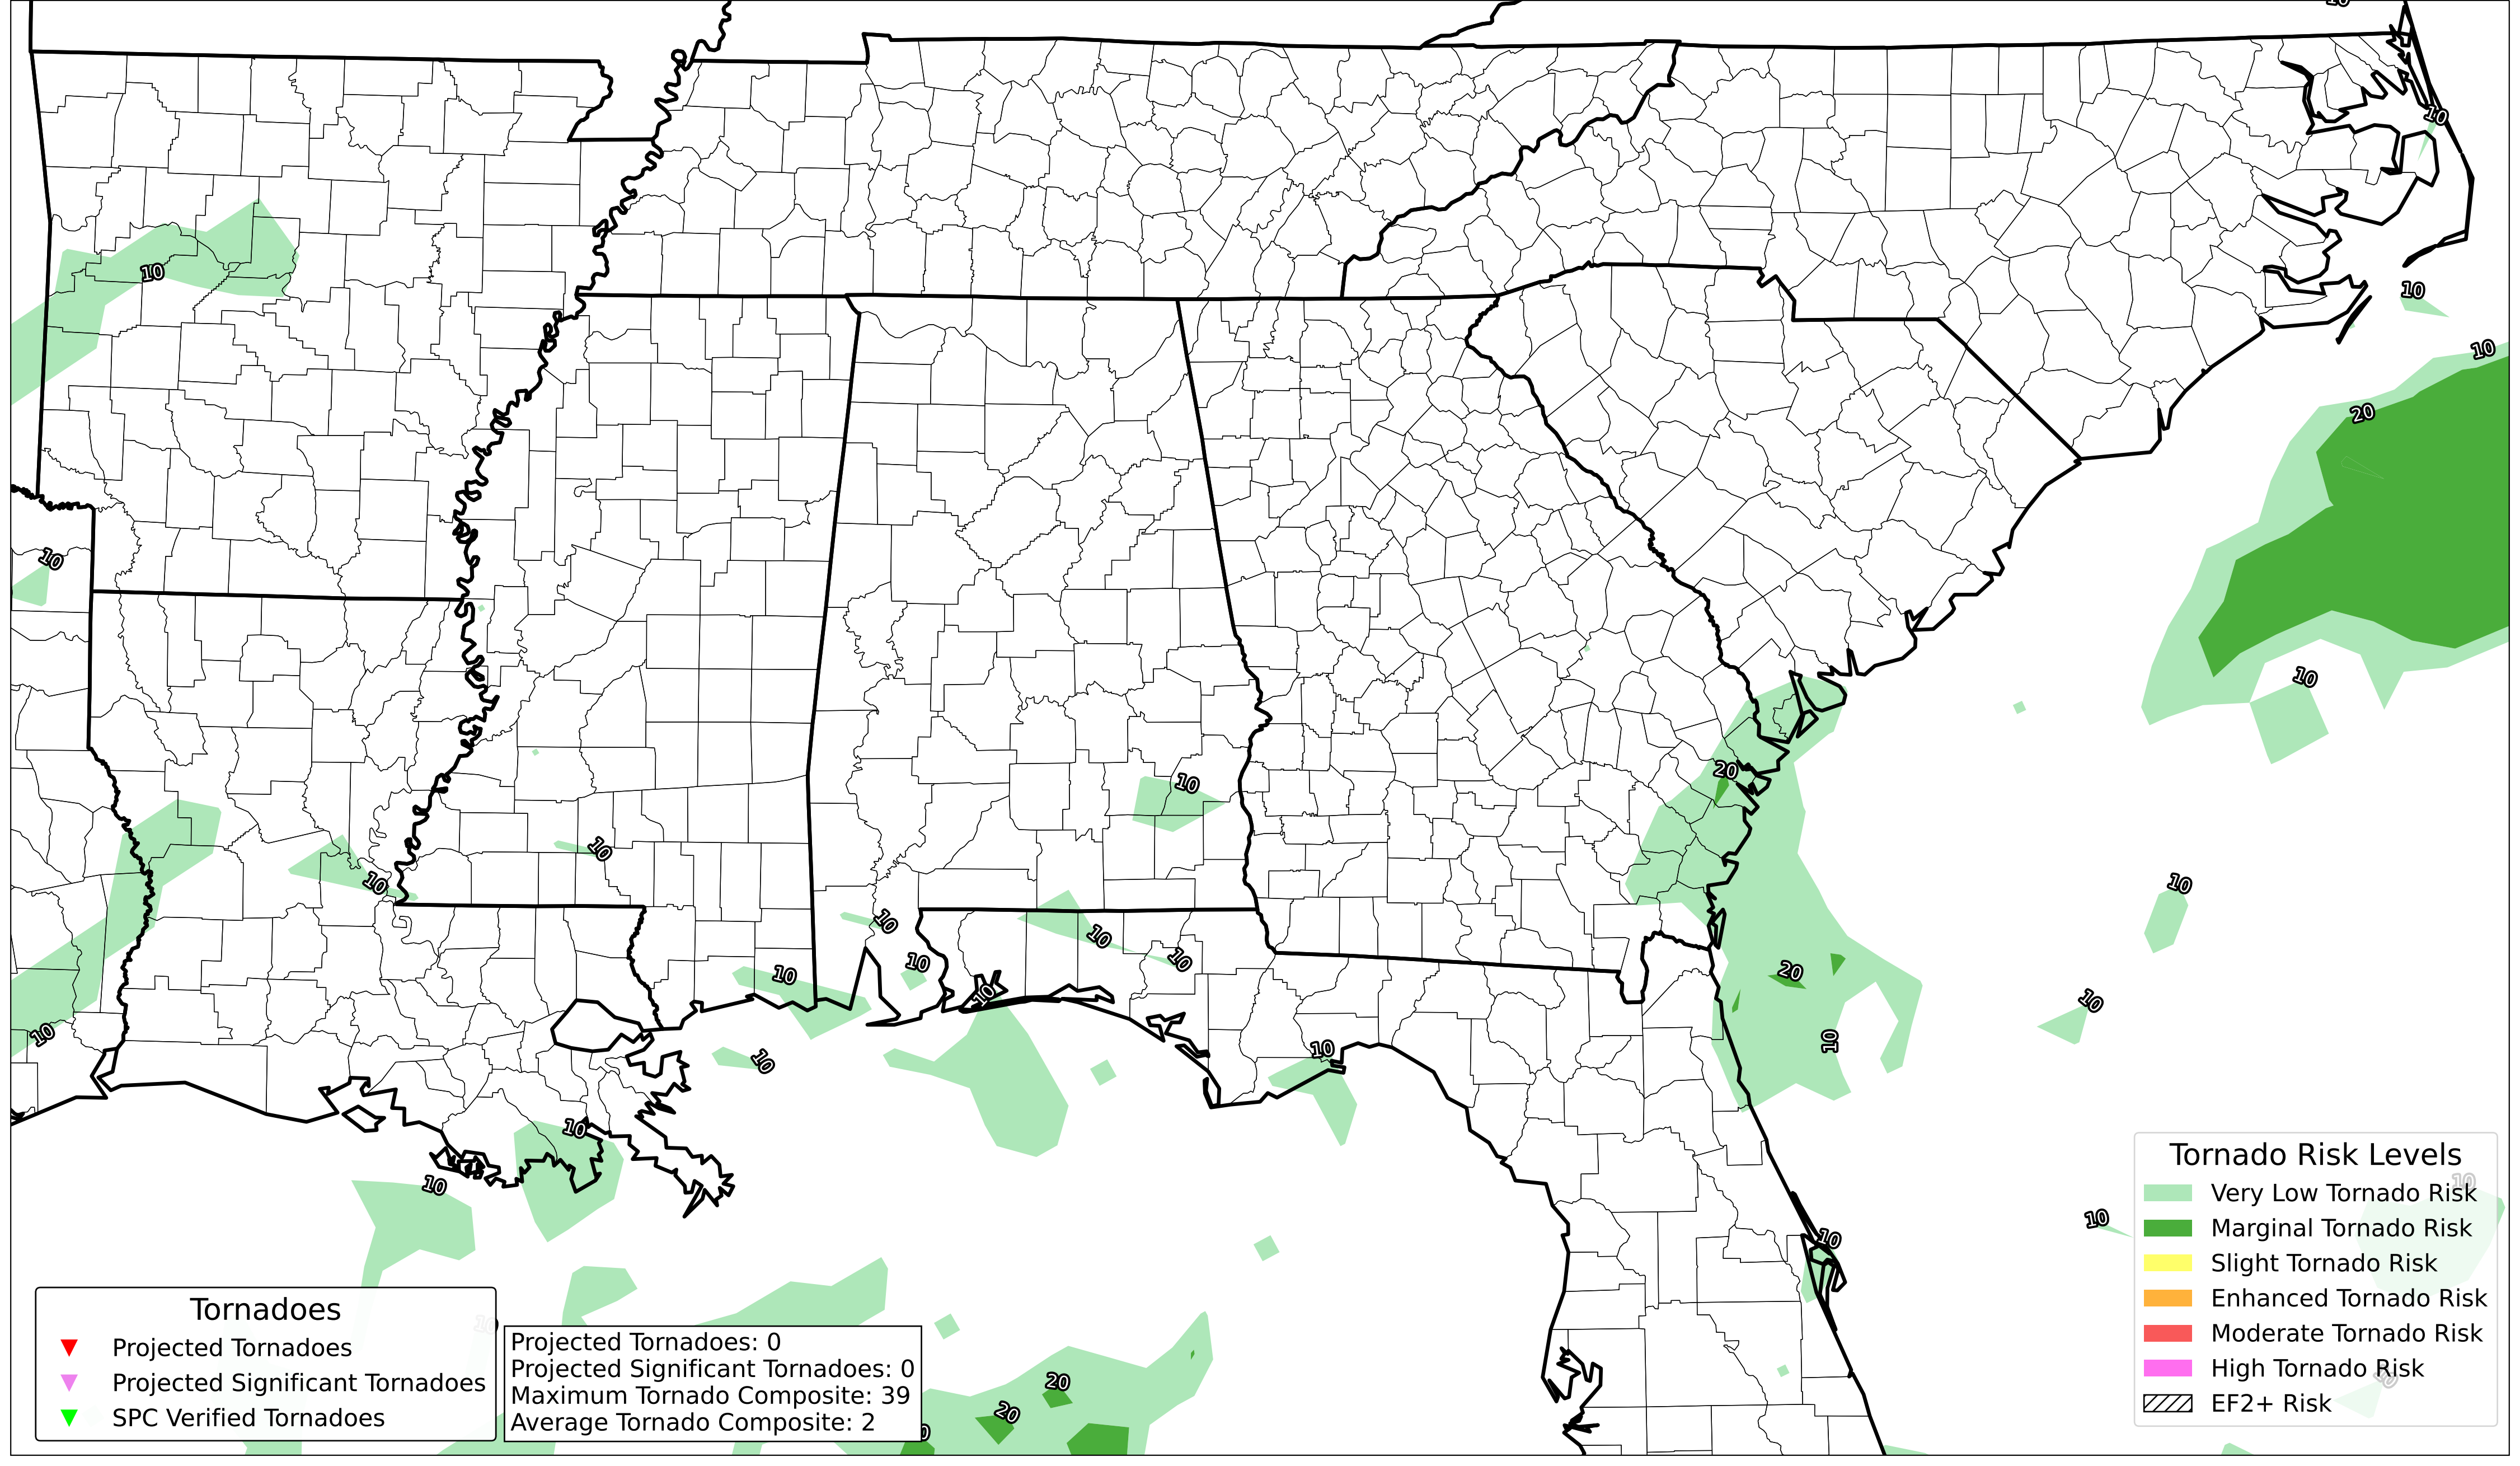 10
10
10
10
10
20
10
10
10
20
10
10
10
10
10
10
10
10
20
10
10
10
10
10
10
10
10
10
10
10
20
20
Tornadoes
Projected Tornadoes
Projected Significant Tornadoes
SPC Verified Tornadoes
Projected Tornadoes: 0
Projected Significant Tornadoes: 0
Maximum Tornado Composite: 39
Average Tornado Composite: 2
Tornado Risk Levels
Very Low Tornado Risk
Marginal Tornado Risk
Slight Tornado Risk
Enhanced Tornado Risk
Moderate Tornado Risk
High Tornado Risk
EF2+ Risk